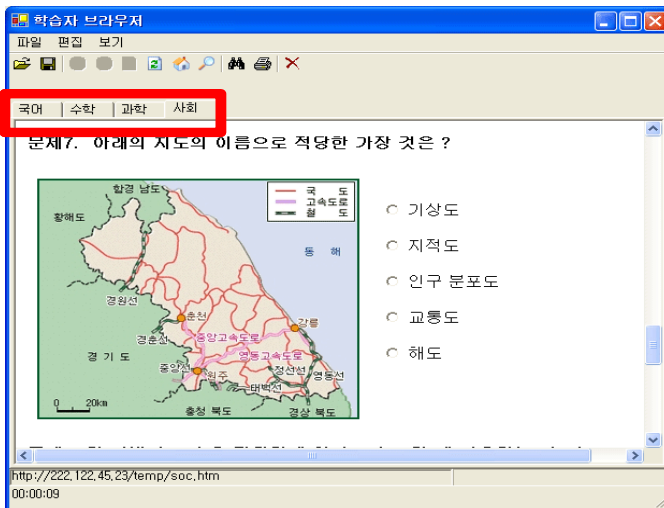 학습자 브라우저
파일 편집 보기
국어 수학 과학 사회
문제7. 아래의 지도의 이름으로 적당한 가장 것은 ?
함경 남도
황해도
국 도
고속도로
철 도
동 해
경원선
춘천
강릉
경춘선
중앙고속도로
경 기 도
영동고속도로
중앙선
원주
정선선
영동선
태백선
0 20km
충청 북도
경상 북도
기상도
지적도
인구 분포도
교통도
해도
http://222,122,45,23/temp/soc,htm
00:00:09